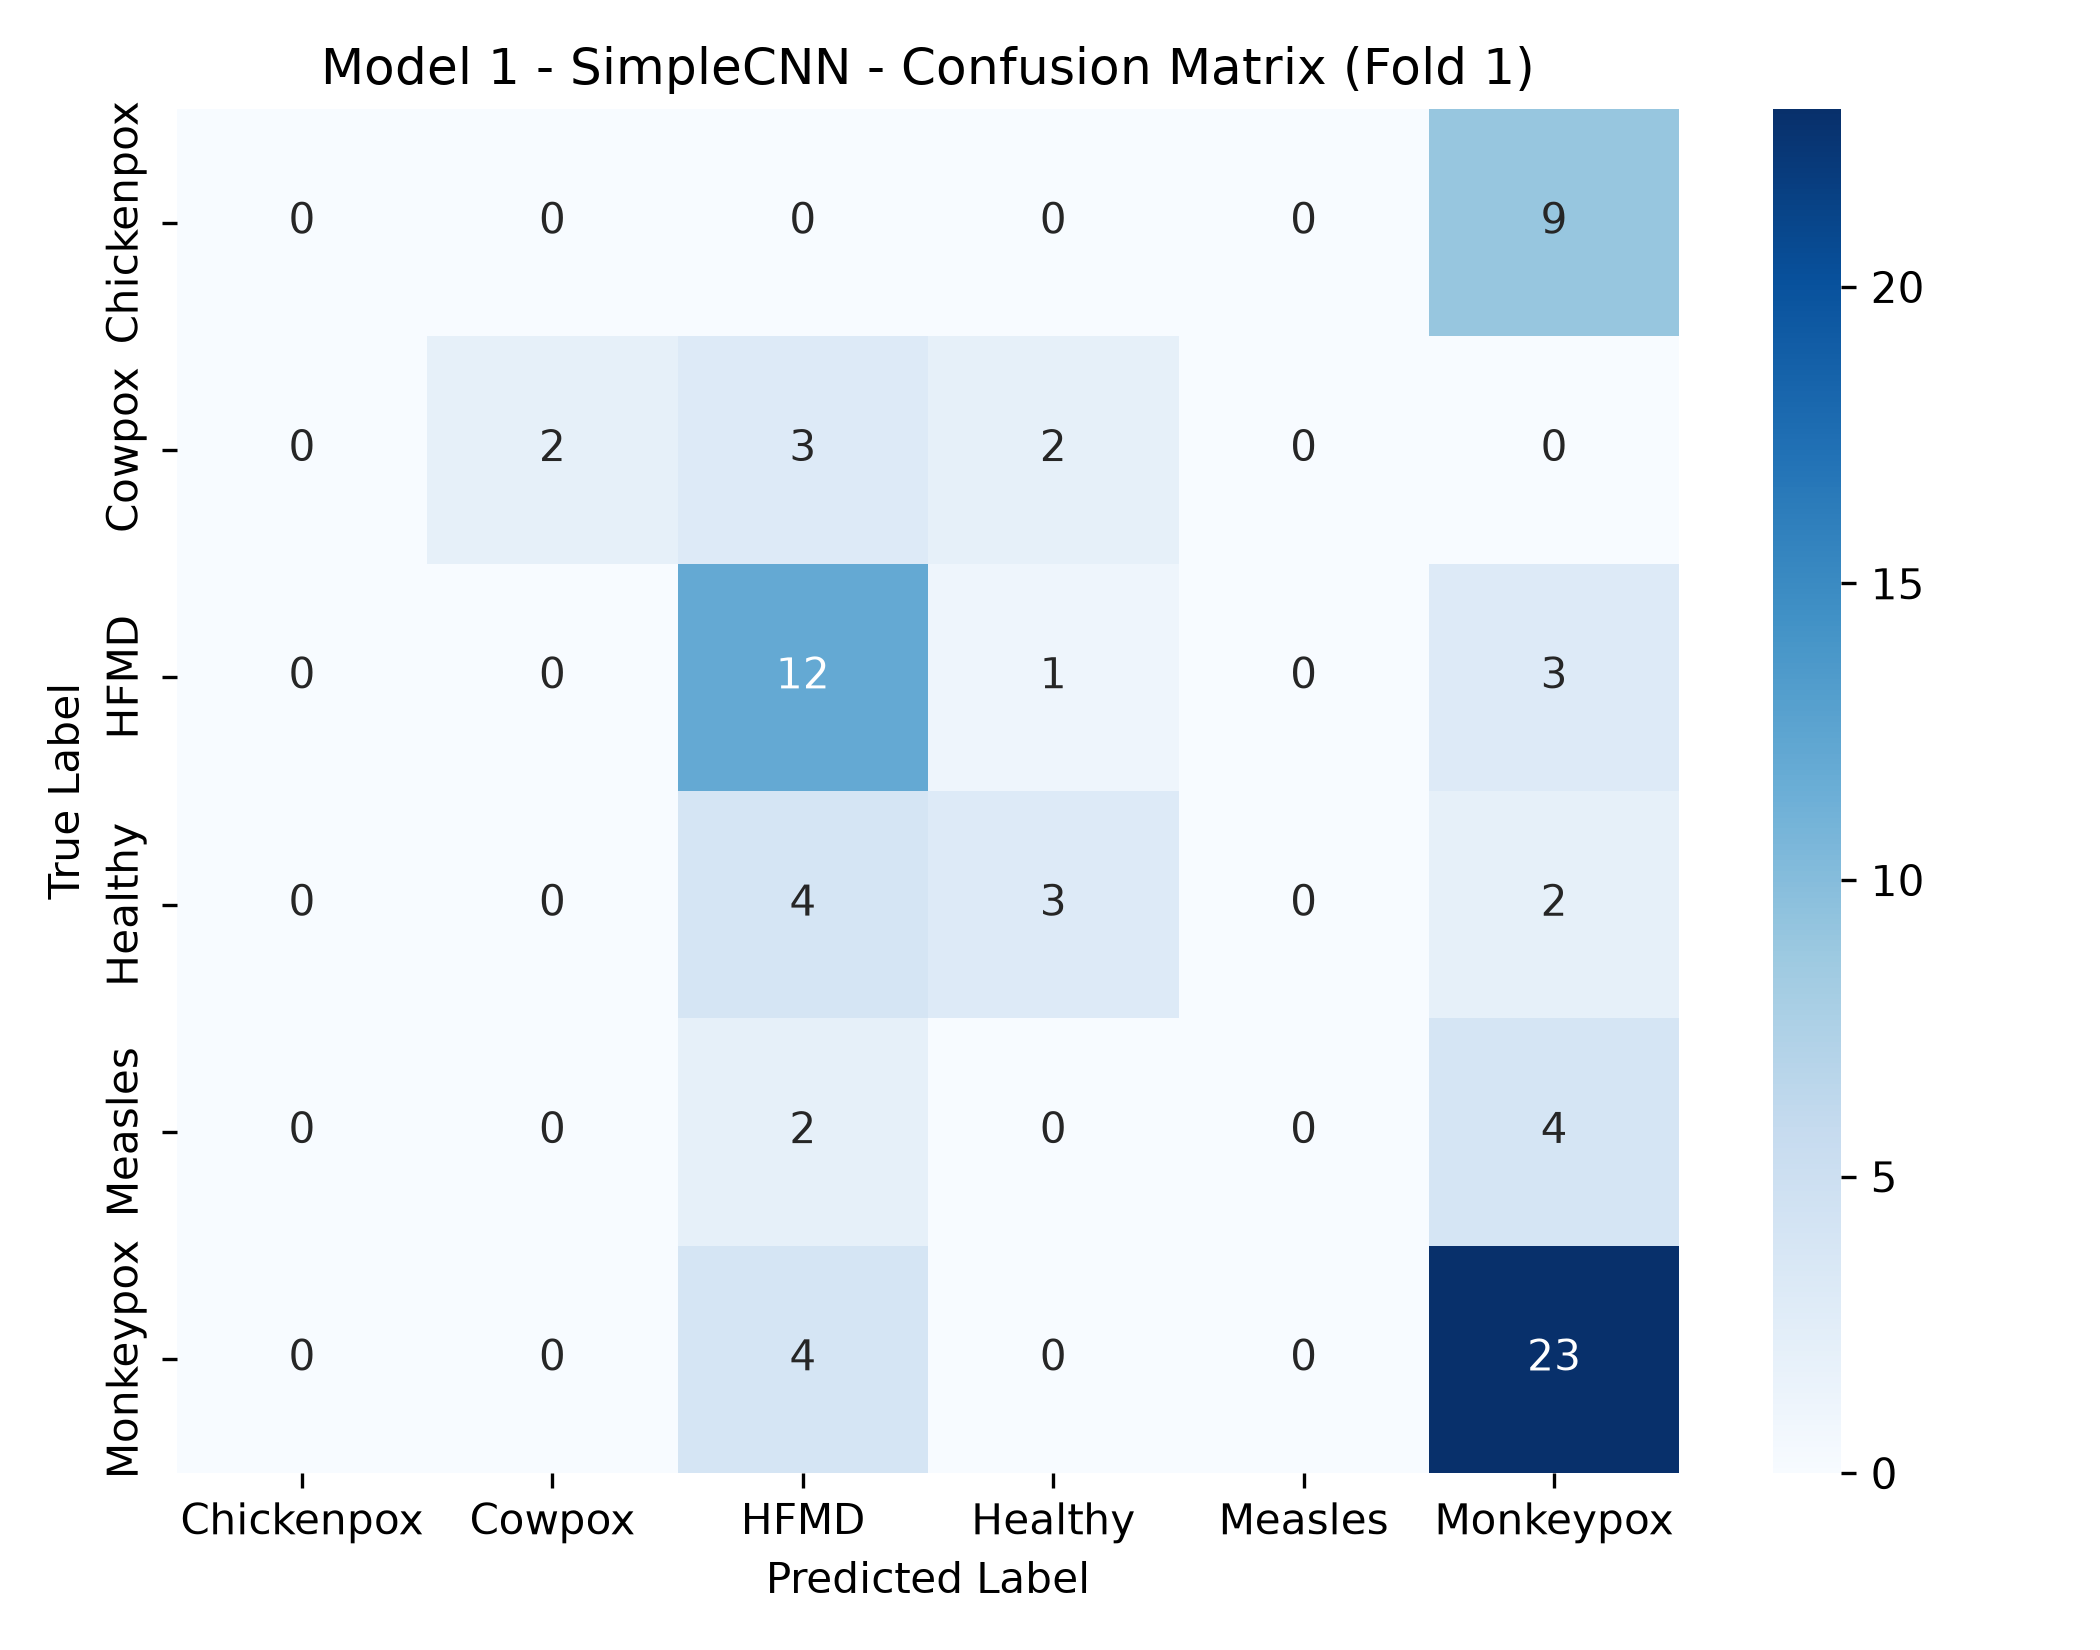 Model 1 - SimpleCNN - Confusion Matrix (Fold 1)
True Label
Chickenpox 0 0 0 0 0 9
Cowpox 0 2 3 2 0 0
HFMD 0 0 12 1 0 3
Healthy 0 0 4 3 0 2
Measles 0 0 2 0 0 4
Monkeypox 0 0 4 0 0 23
Chickenpox Cowpox HFMD Healthy Measles Monkeypox
Predicted Label
20
15
10
5
0